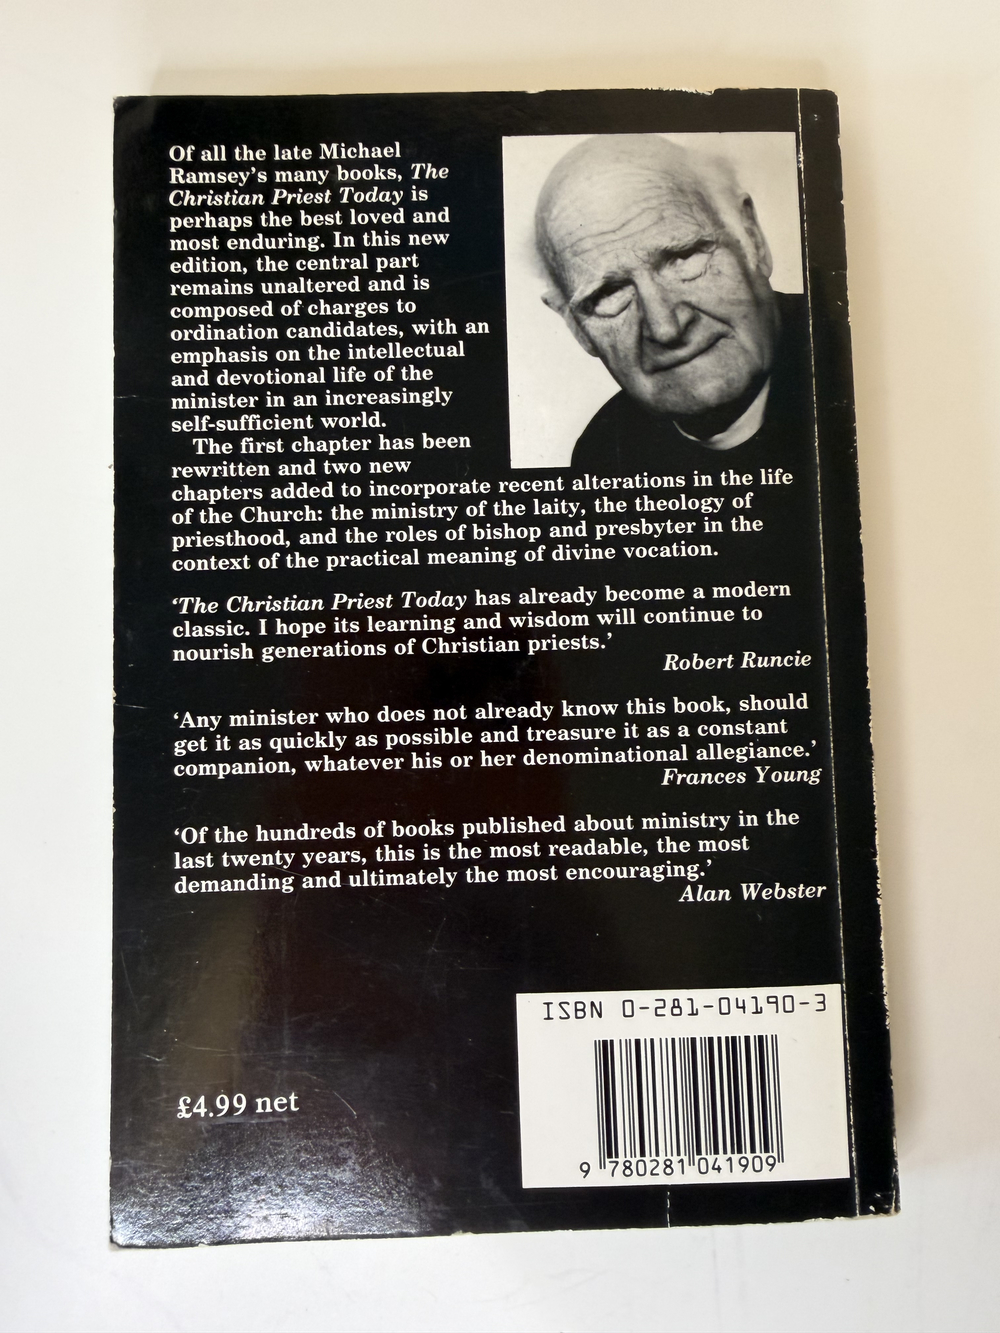 Of all the late Michael
Ramsey's many books, The
Christian Priest Today is
perhaps the best loved and
most enduring. In this new
edition, the central part
remains unaltered and is
composed of charges to
ordination candidates, with an
emphasis on the intellectual
and devotional life of the
minister in an increasingly
self-sufficient world.
The first chapter has been
rewritten and two new
chapters added to incorporate recent alterations in the life
of the Church: the ministry of the laity, the theology of
priesthood, and the roles of bishop and presbyter in the
context of the practical meaning of divine vocation.
‘The Christian Priest Today has already become a modern
classic. I hope its learning and wisdom will continue to
nourish generations of Christian priests.’
Robert Runcie
‘Any minister who does not already know this book, should
get it as quickly as possible and treasure it as a constant
companion, whatever his or her denominational allegiance.’
Frances Young
‘Of the hundreds of books published about ministry in the
last twenty years, this is the most readable, the most
demanding and ultimately the most encouraging.’
Alan Webster
ISBN 0-281-04190-3
£4.99 net
9 780281 041909